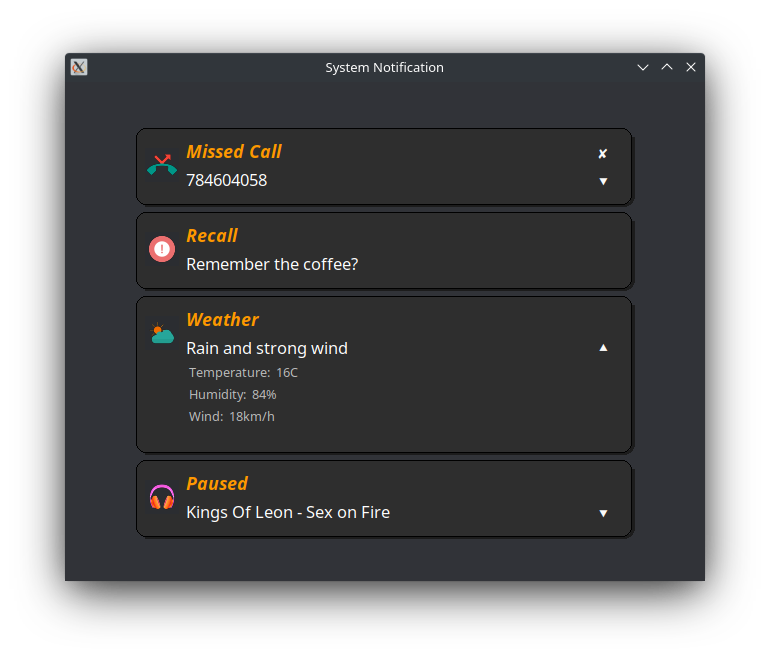 System Notification
Missed Call
✘
784604058
▼
Recall
Remember the coffee?
Weather
Rain and strong wind
▲
Temperature: 16C
Humidity: 84%
Wind: 18km/h
Paused
Kings Of Leon - Sex on Fire
▼